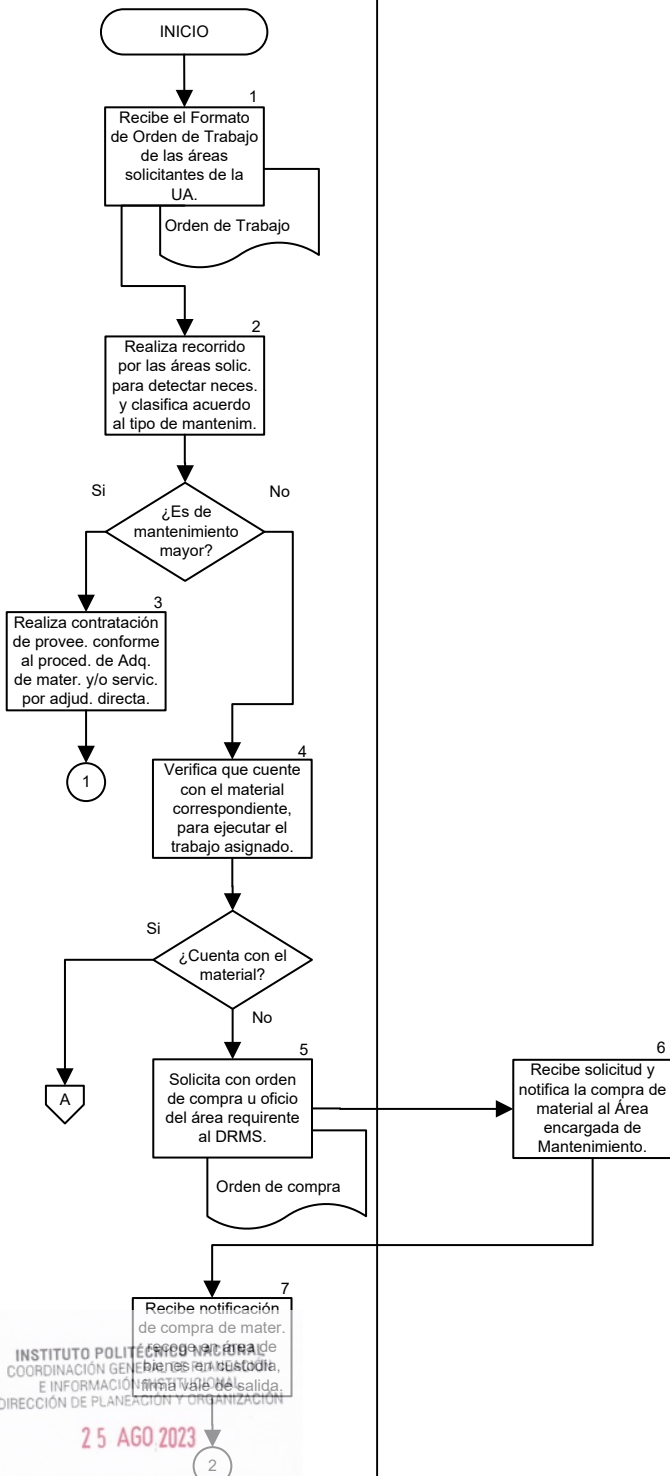 INICIO
1
Recibe el Formato
de Orden de Trabajo
de las áreas
solicitantes de la
UA.
Orden de Trabajo
2
Realiza recorrido
por las áreas solic.
para detectar neces.
y clasifica acuerdo
al tipo de mantenim.
Si
No
¿Es de
mantenimiento
mayor?
3
Realiza contratación
de provee. conforme
al proced. de Adq.
de mater. y/o servic.
por adjud. directa.
1
4
Verifica que cuente
con el material
correspondiente,
para ejecutar el
trabajo asignado.
Si
¿Cuenta con el
material?
No
A
5
Solicita con orden
de compra u oficio
del área requirente
al DRMS.
Orden de compra
6
Recibe solicitud y
notifica la compra de
material al Área
encargada de
Mantenimiento.
7
Recibe notificación
de compra de mater.
recoge en área de
bienes en custodia,
firma vale de salida.
2
INSTITUTO POLITÉCNICO NACIONAL
COORDINACIÓN GENERAL DE PLANEACIÓN
E INFORMACIÓN INSTITUCIONAL
DIRECCIÓN DE PLANEACIÓN Y ORGANIZACIÓN
25 AGO 2023